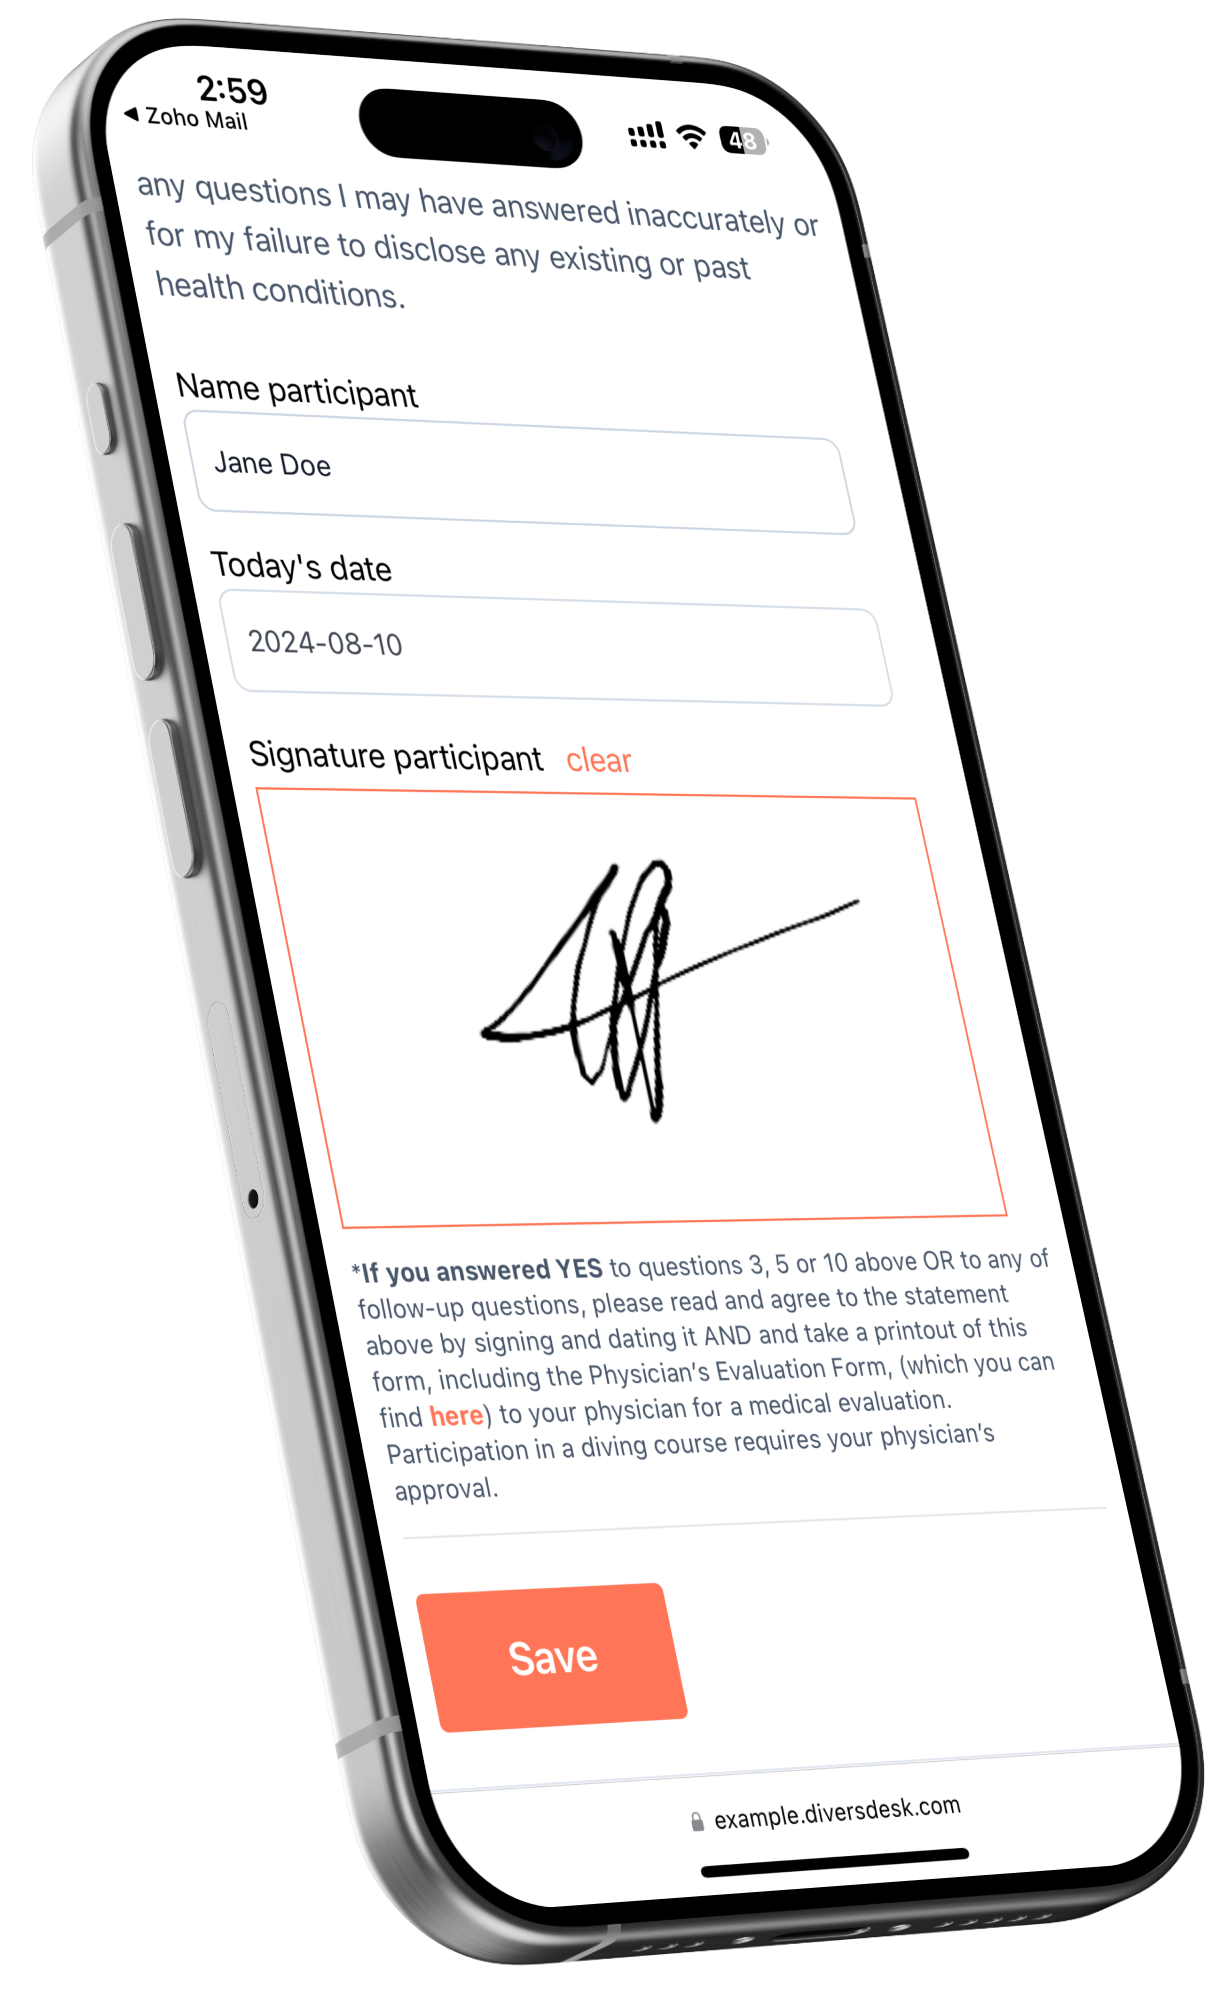 2:59
◀ Zoho Mail
48
any questions I may have answered inaccurately or
for my failure to disclose any existing or past
health conditions.
Name participant
Jane Doe
Today's date
2024-08-10
Signature participant clear
*If you answered YES to questions 3, 5 or 10 above OR to any of
follow-up questions, please read and agree to the statement
above by signing and dating it AND and take a printout of this
form, including the Physician's Evaluation Form, (which you can
find here) to your physician for a medical evaluation.
Participation in a diving course requires your physician's
approval.
Save
example.diversdesk.com